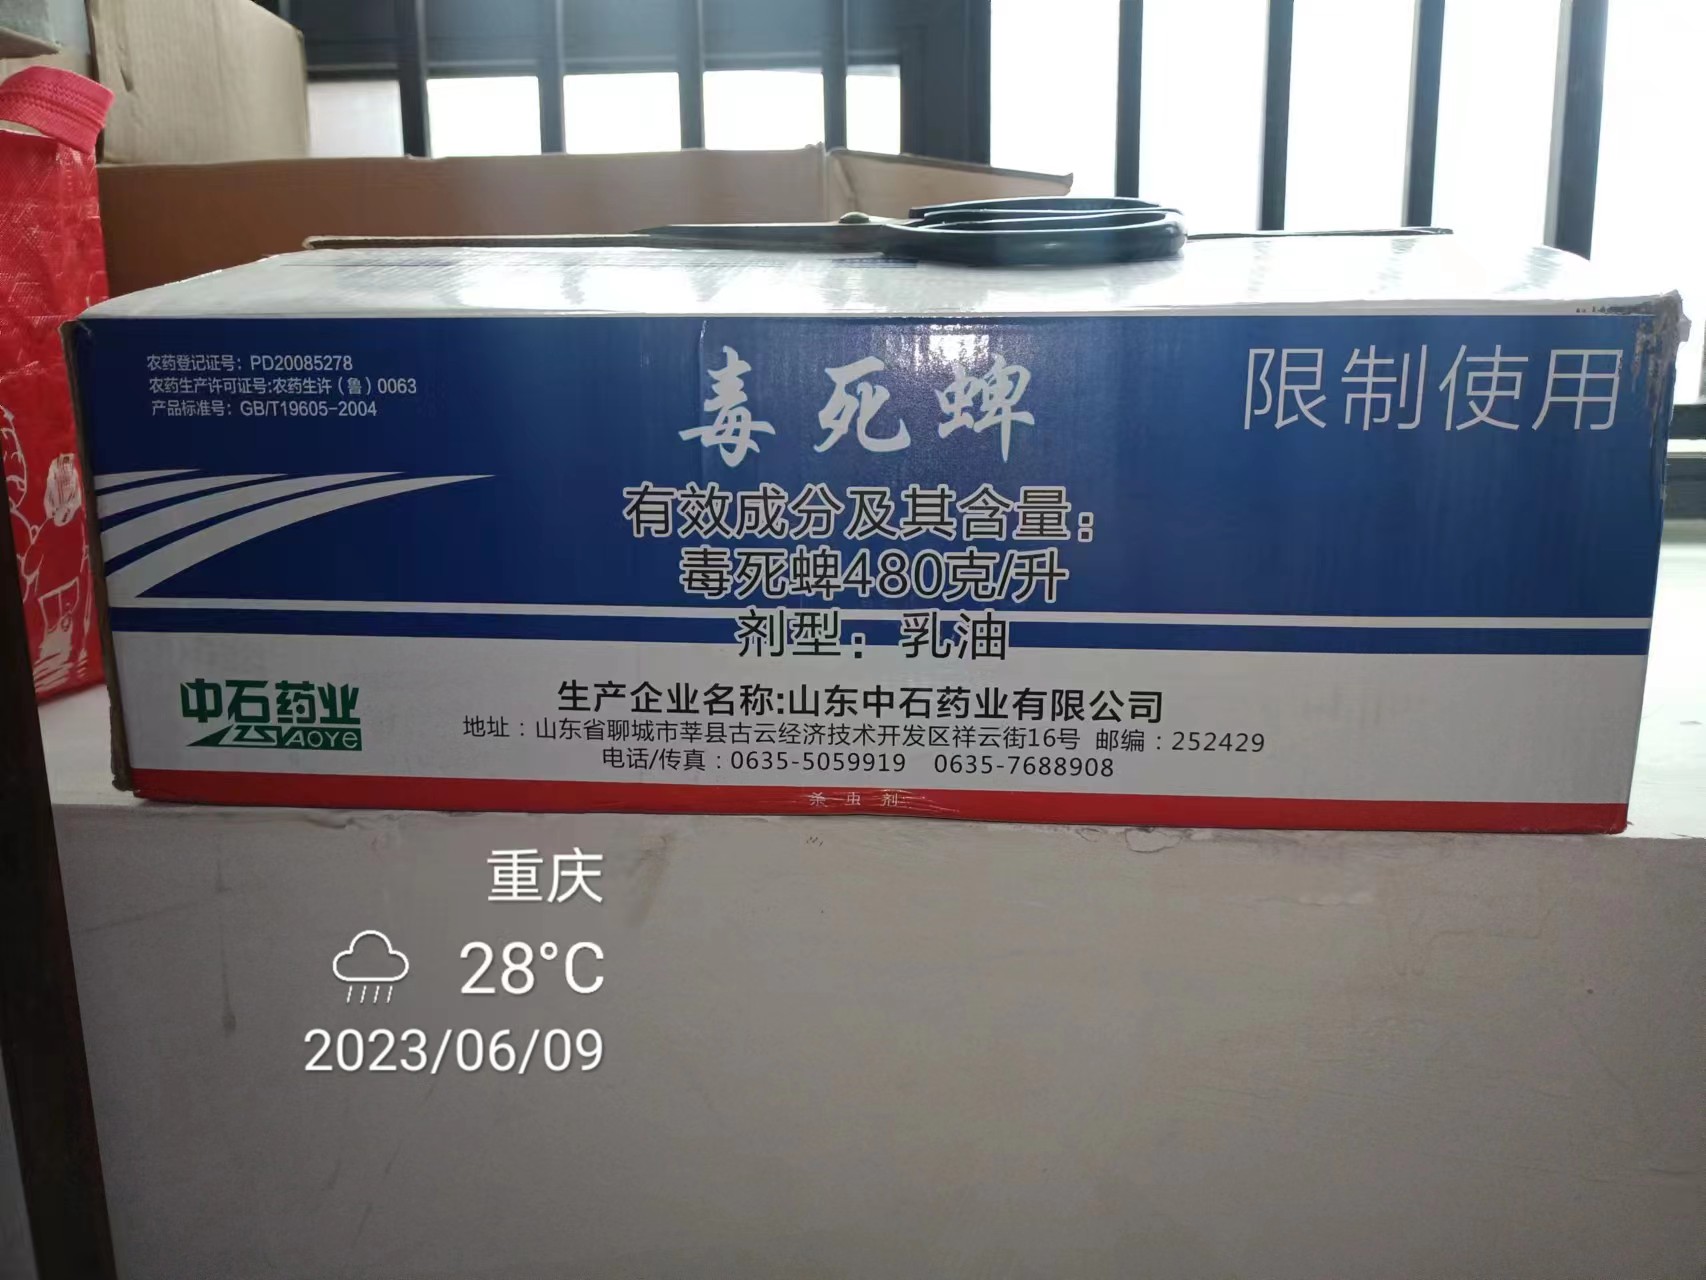 农药登记证号：PD20085278
农药生产许可证号:农药生许（鲁）0063
产品标准号：GB/T19605-2004
毒死蜱
限制使用
有效成分及其含量：
毒死蜱480克/升
剂型：乳油
中石药业
YAOYE
生产企业名称:山东中石药业有限公司
地址：山东省聊城市莘县古云经济技术开发区祥云街16号 邮编：252429
电话/传真：0635-5059919 0635-7688908
杀虫剂
重庆
28°C
2023/06/09